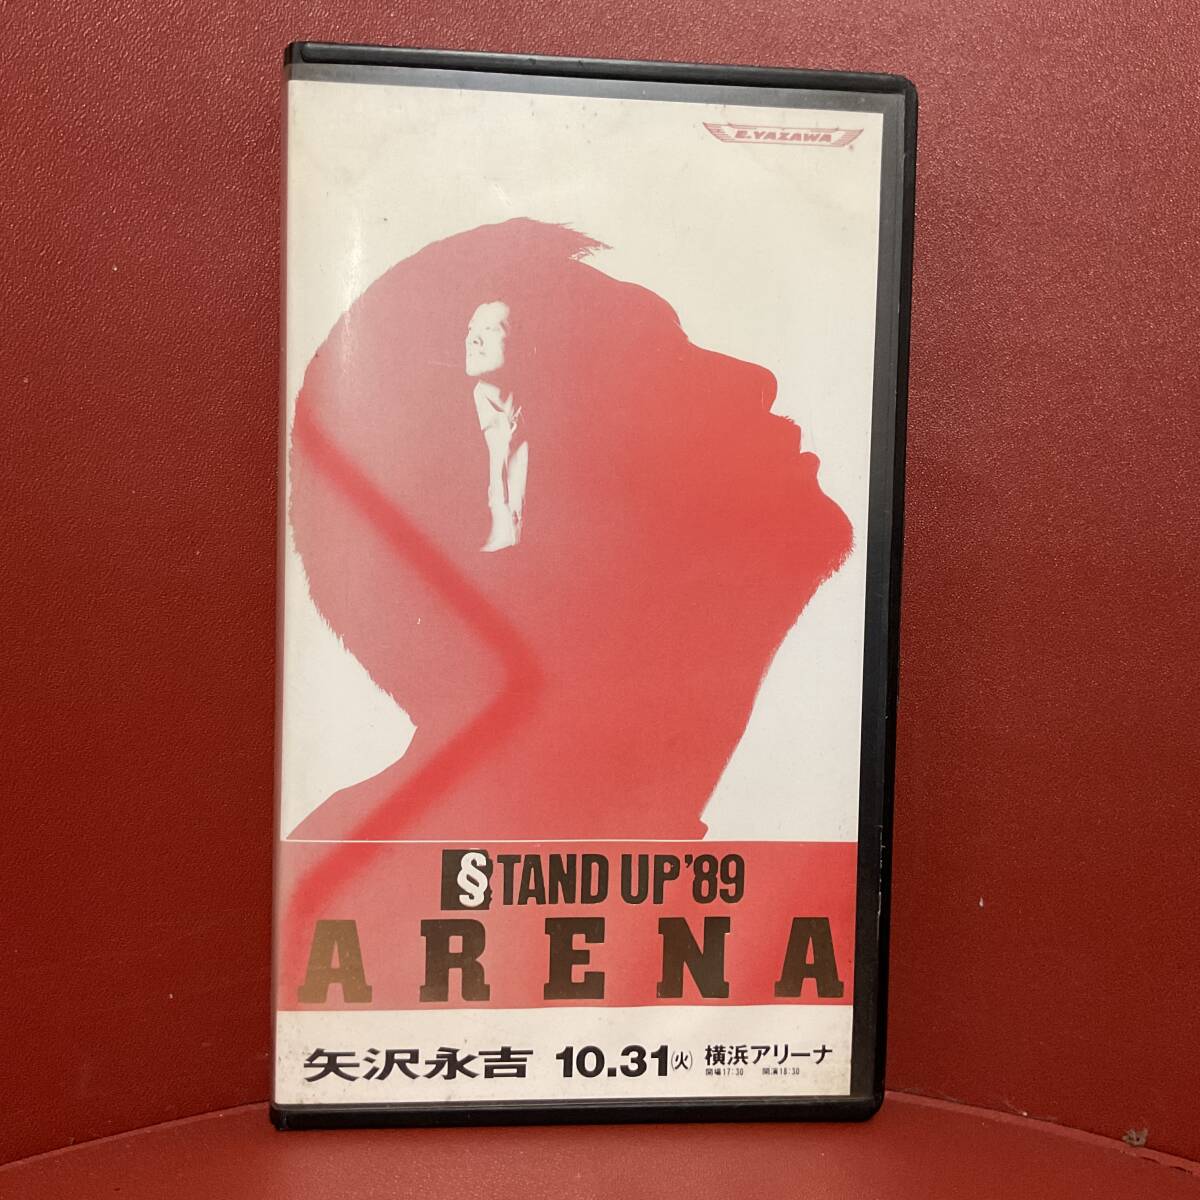 E.YAZAWA®
STAND UP '89
ARENA
矢沢永吉 10.31(火) 横浜アリーナ
開場17:30 開演18:30